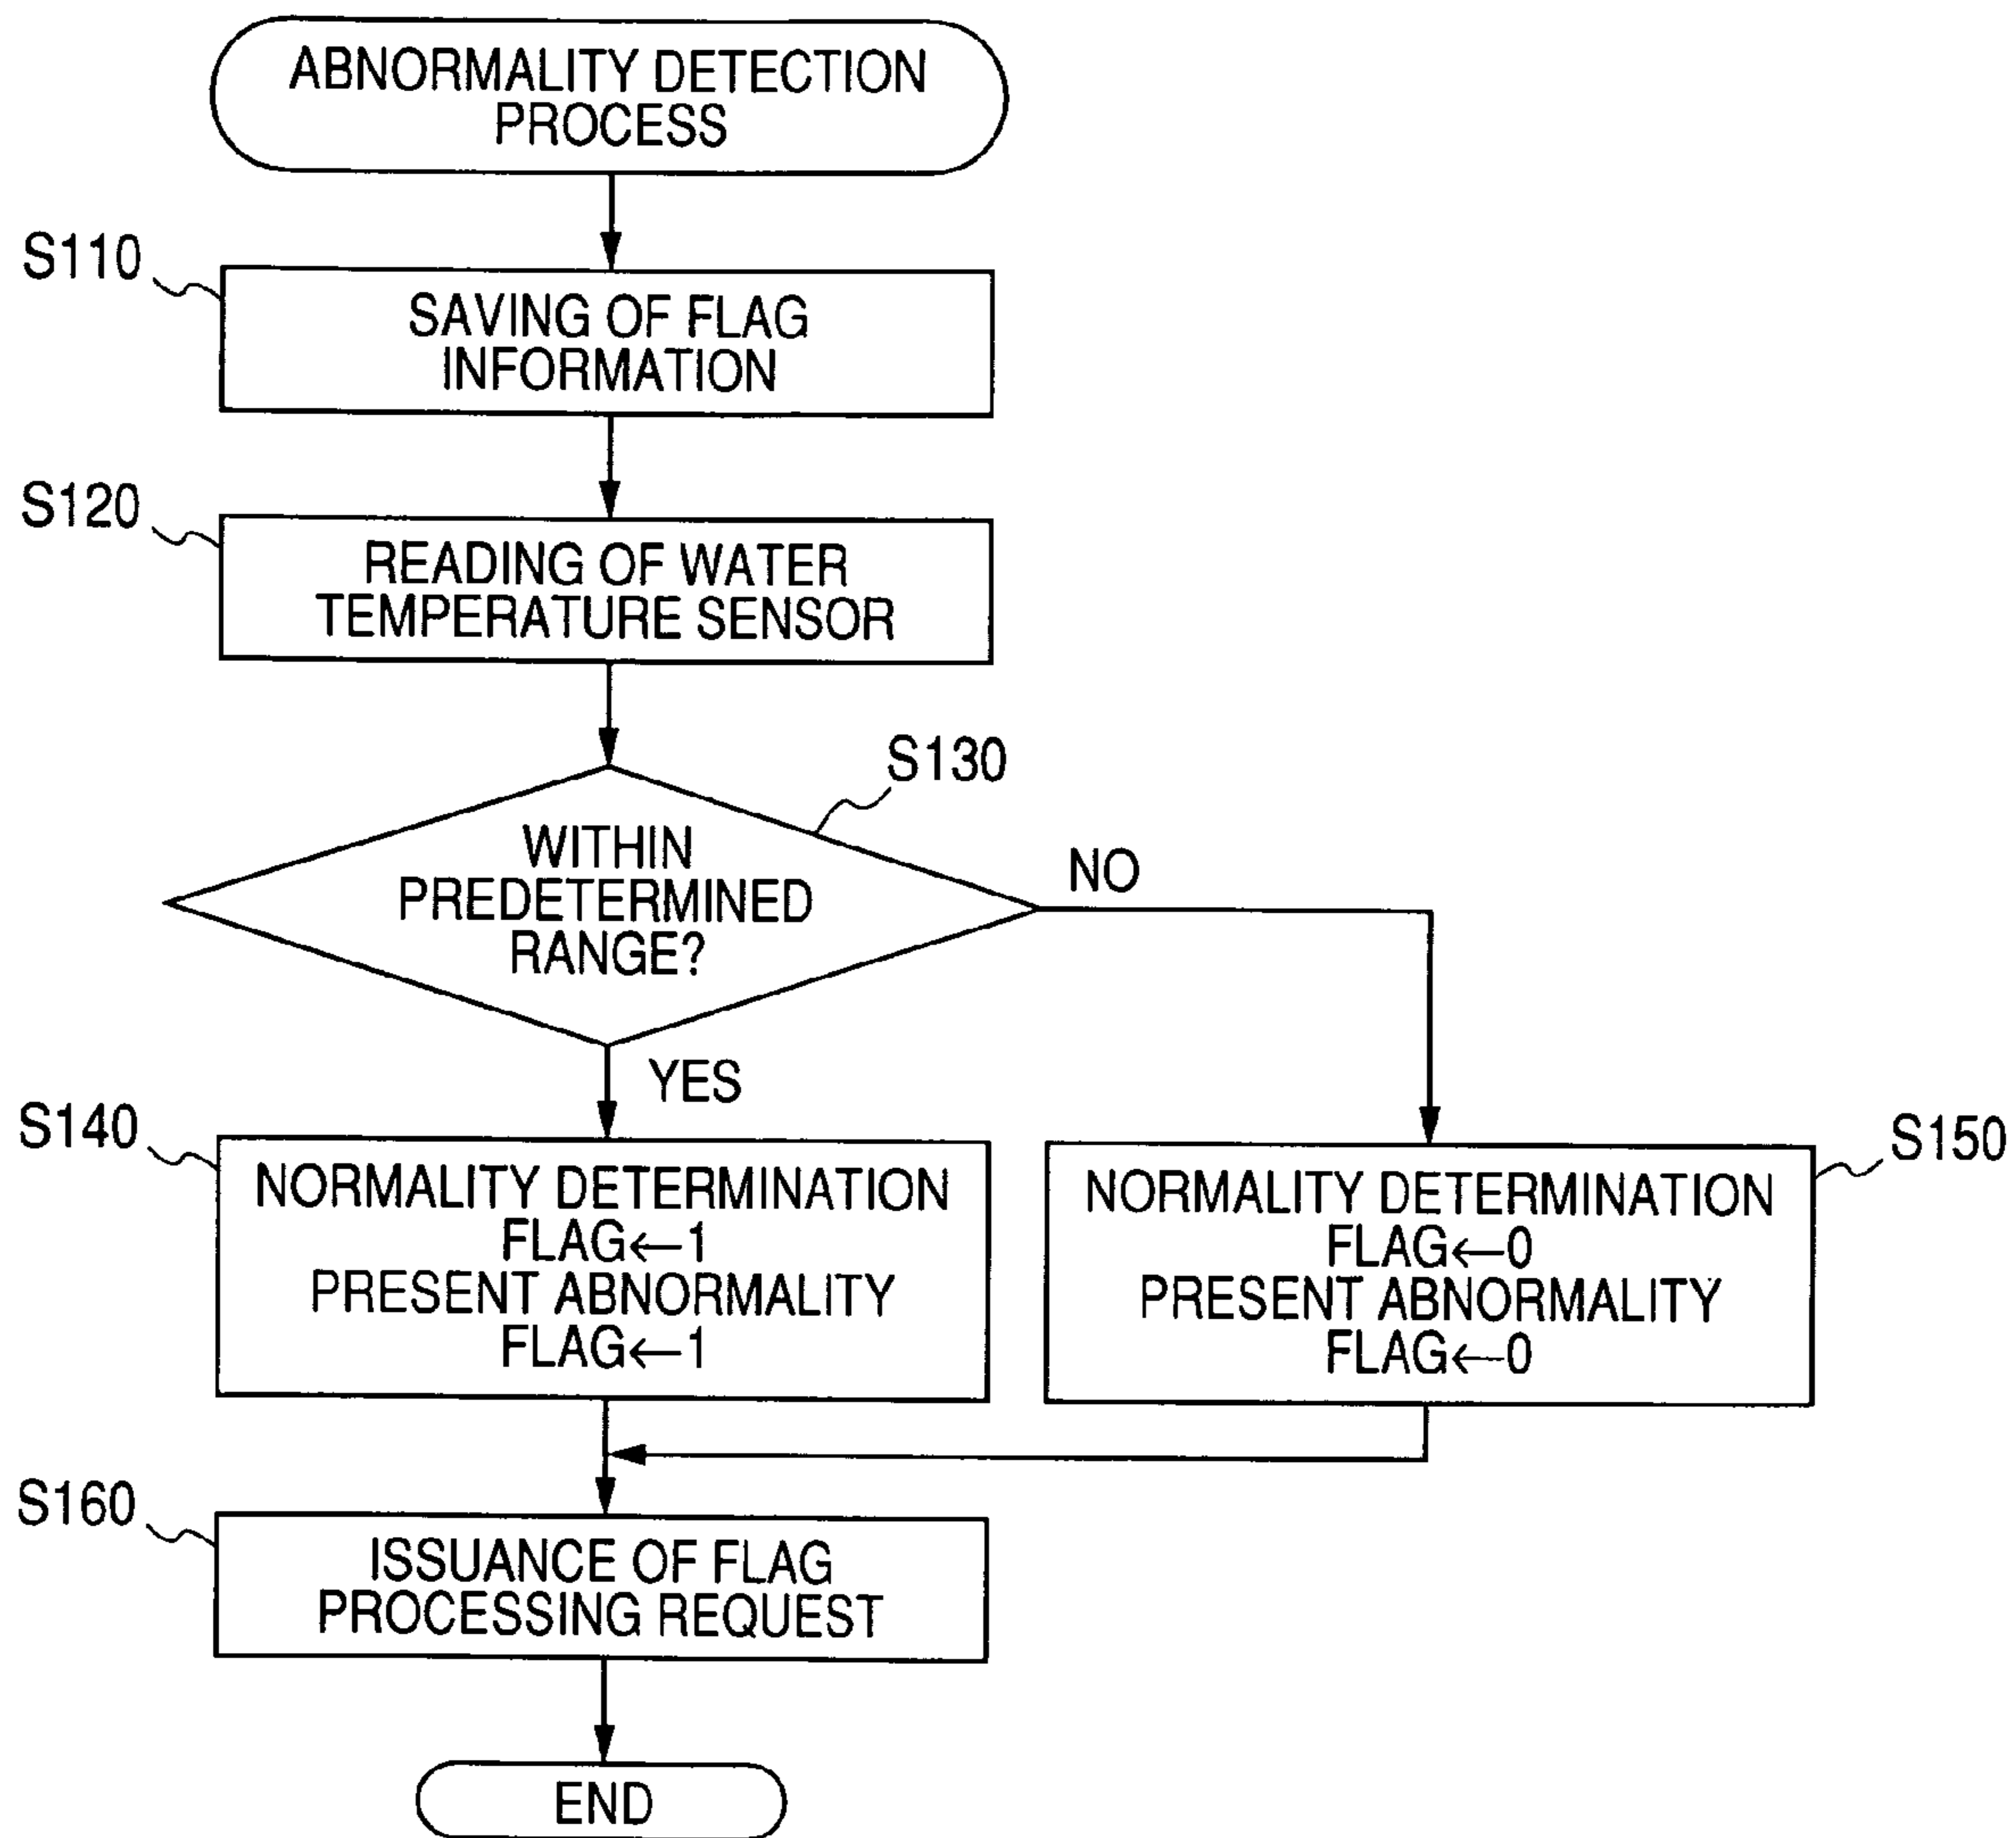 ABNORMALITY DETECTION
PROCESS
S110
SAVING OF FLAG
INFORMATION
S120
READING OF WATER
TEMPERATURE SENSOR
S130
WITHIN
PREDETERMINED
RANGE?
NO
YES
S140
NORMALITY DETERMINATION
FLAG←1
PRESENT ABNORMALITY
FLAG←1
S150
NORMALITY DETERMINATION
FLAG←0
PRESENT ABNORMALITY
FLAG←0
S160
ISSUANCE OF FLAG
PROCESSING REQUEST
END